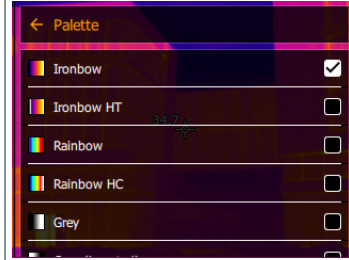 ← Palette
Ironbow
Ironbow HT
34.7
Rainbow
Rainbow HC
Grey